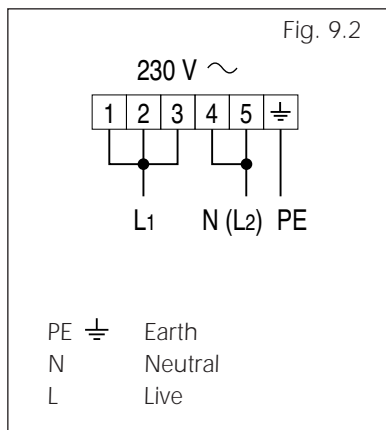 Fig. 9.2
230 V ~
1 2 3 4 5 ⏚
L1 N (L2) PE
PE ⏚ Earth
N Neutral
L Live